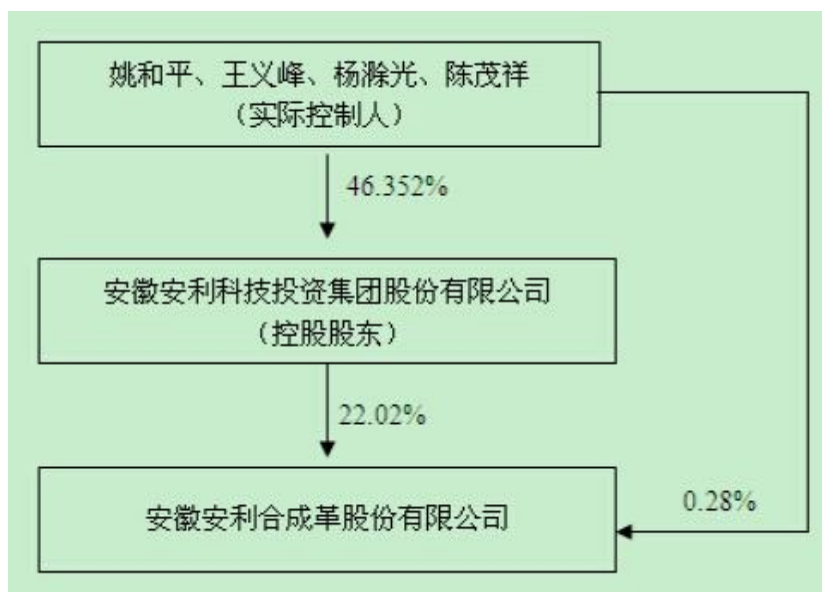 姚和平、王义峰、杨滁光、陈茂祥
（实际控制人）
46.352%
安徽安利科技投资集团股份有限公司
（控股股东）
22.02%
安徽安利合成革股份有限公司
0.28%